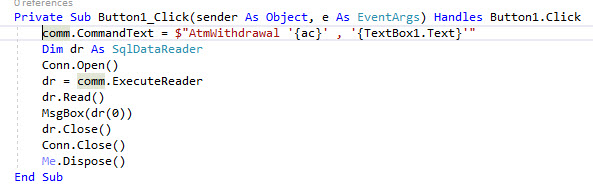 0 references
Private Sub Button1_Click(sender As Object, e As EventArgs) Handles Button1.Click
comm.CommandText = $"AtmWithdrawal '{ac}' , '{TextBox1.Text}'"
Dim dr As SqlDataReader
Conn.Open()
dr = comm.ExecuteReader
dr.Read()
MsgBox(dr(0))
dr.Close()
Conn.Close()
Me.Dispose()
End Sub